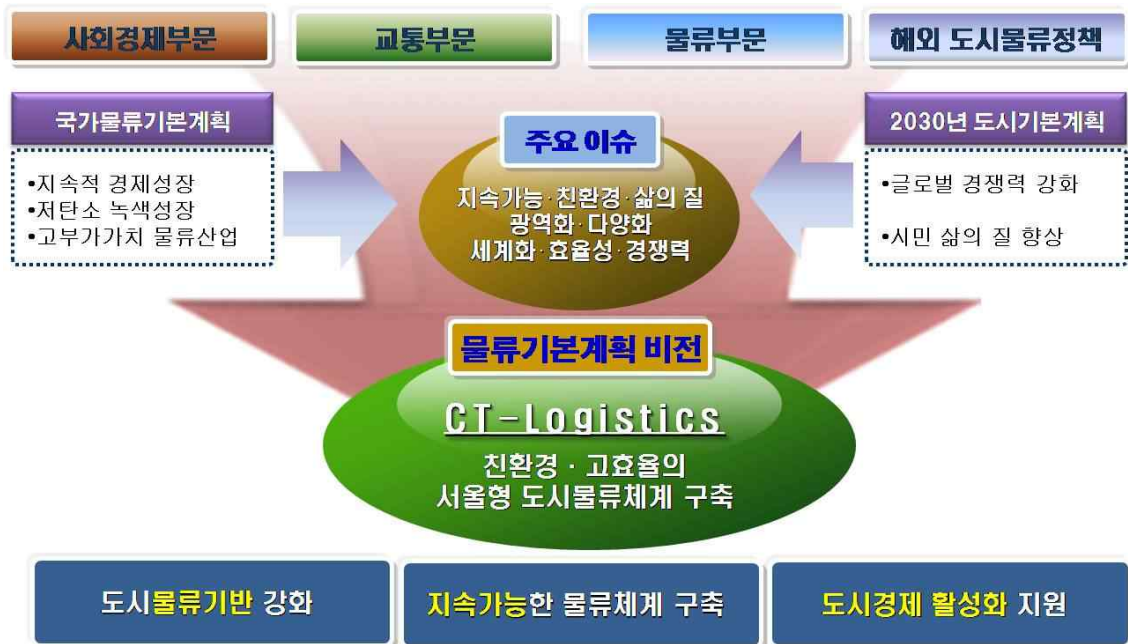 사회경제부문
교통부문
물류부문
해외 도시물류정책
국가물류기본계획
•지속적 경제성장
•저탄소 녹색성장
•고부가가치 물류산업
주요 이슈
지속가능·친환경·삶의 질
광역화·다양화
세계화·효율성·경쟁력
2030년 도시기본계획
•글로벌 경쟁력 강화
•시민 삶의 질 향상
물류기본계획 비전
CT-Logistics
친환경·고효율의
서울형 도시물류체계 구축
도시물류기반 강화
지속가능한 물류체계 구축
도시경제 활성화 지원